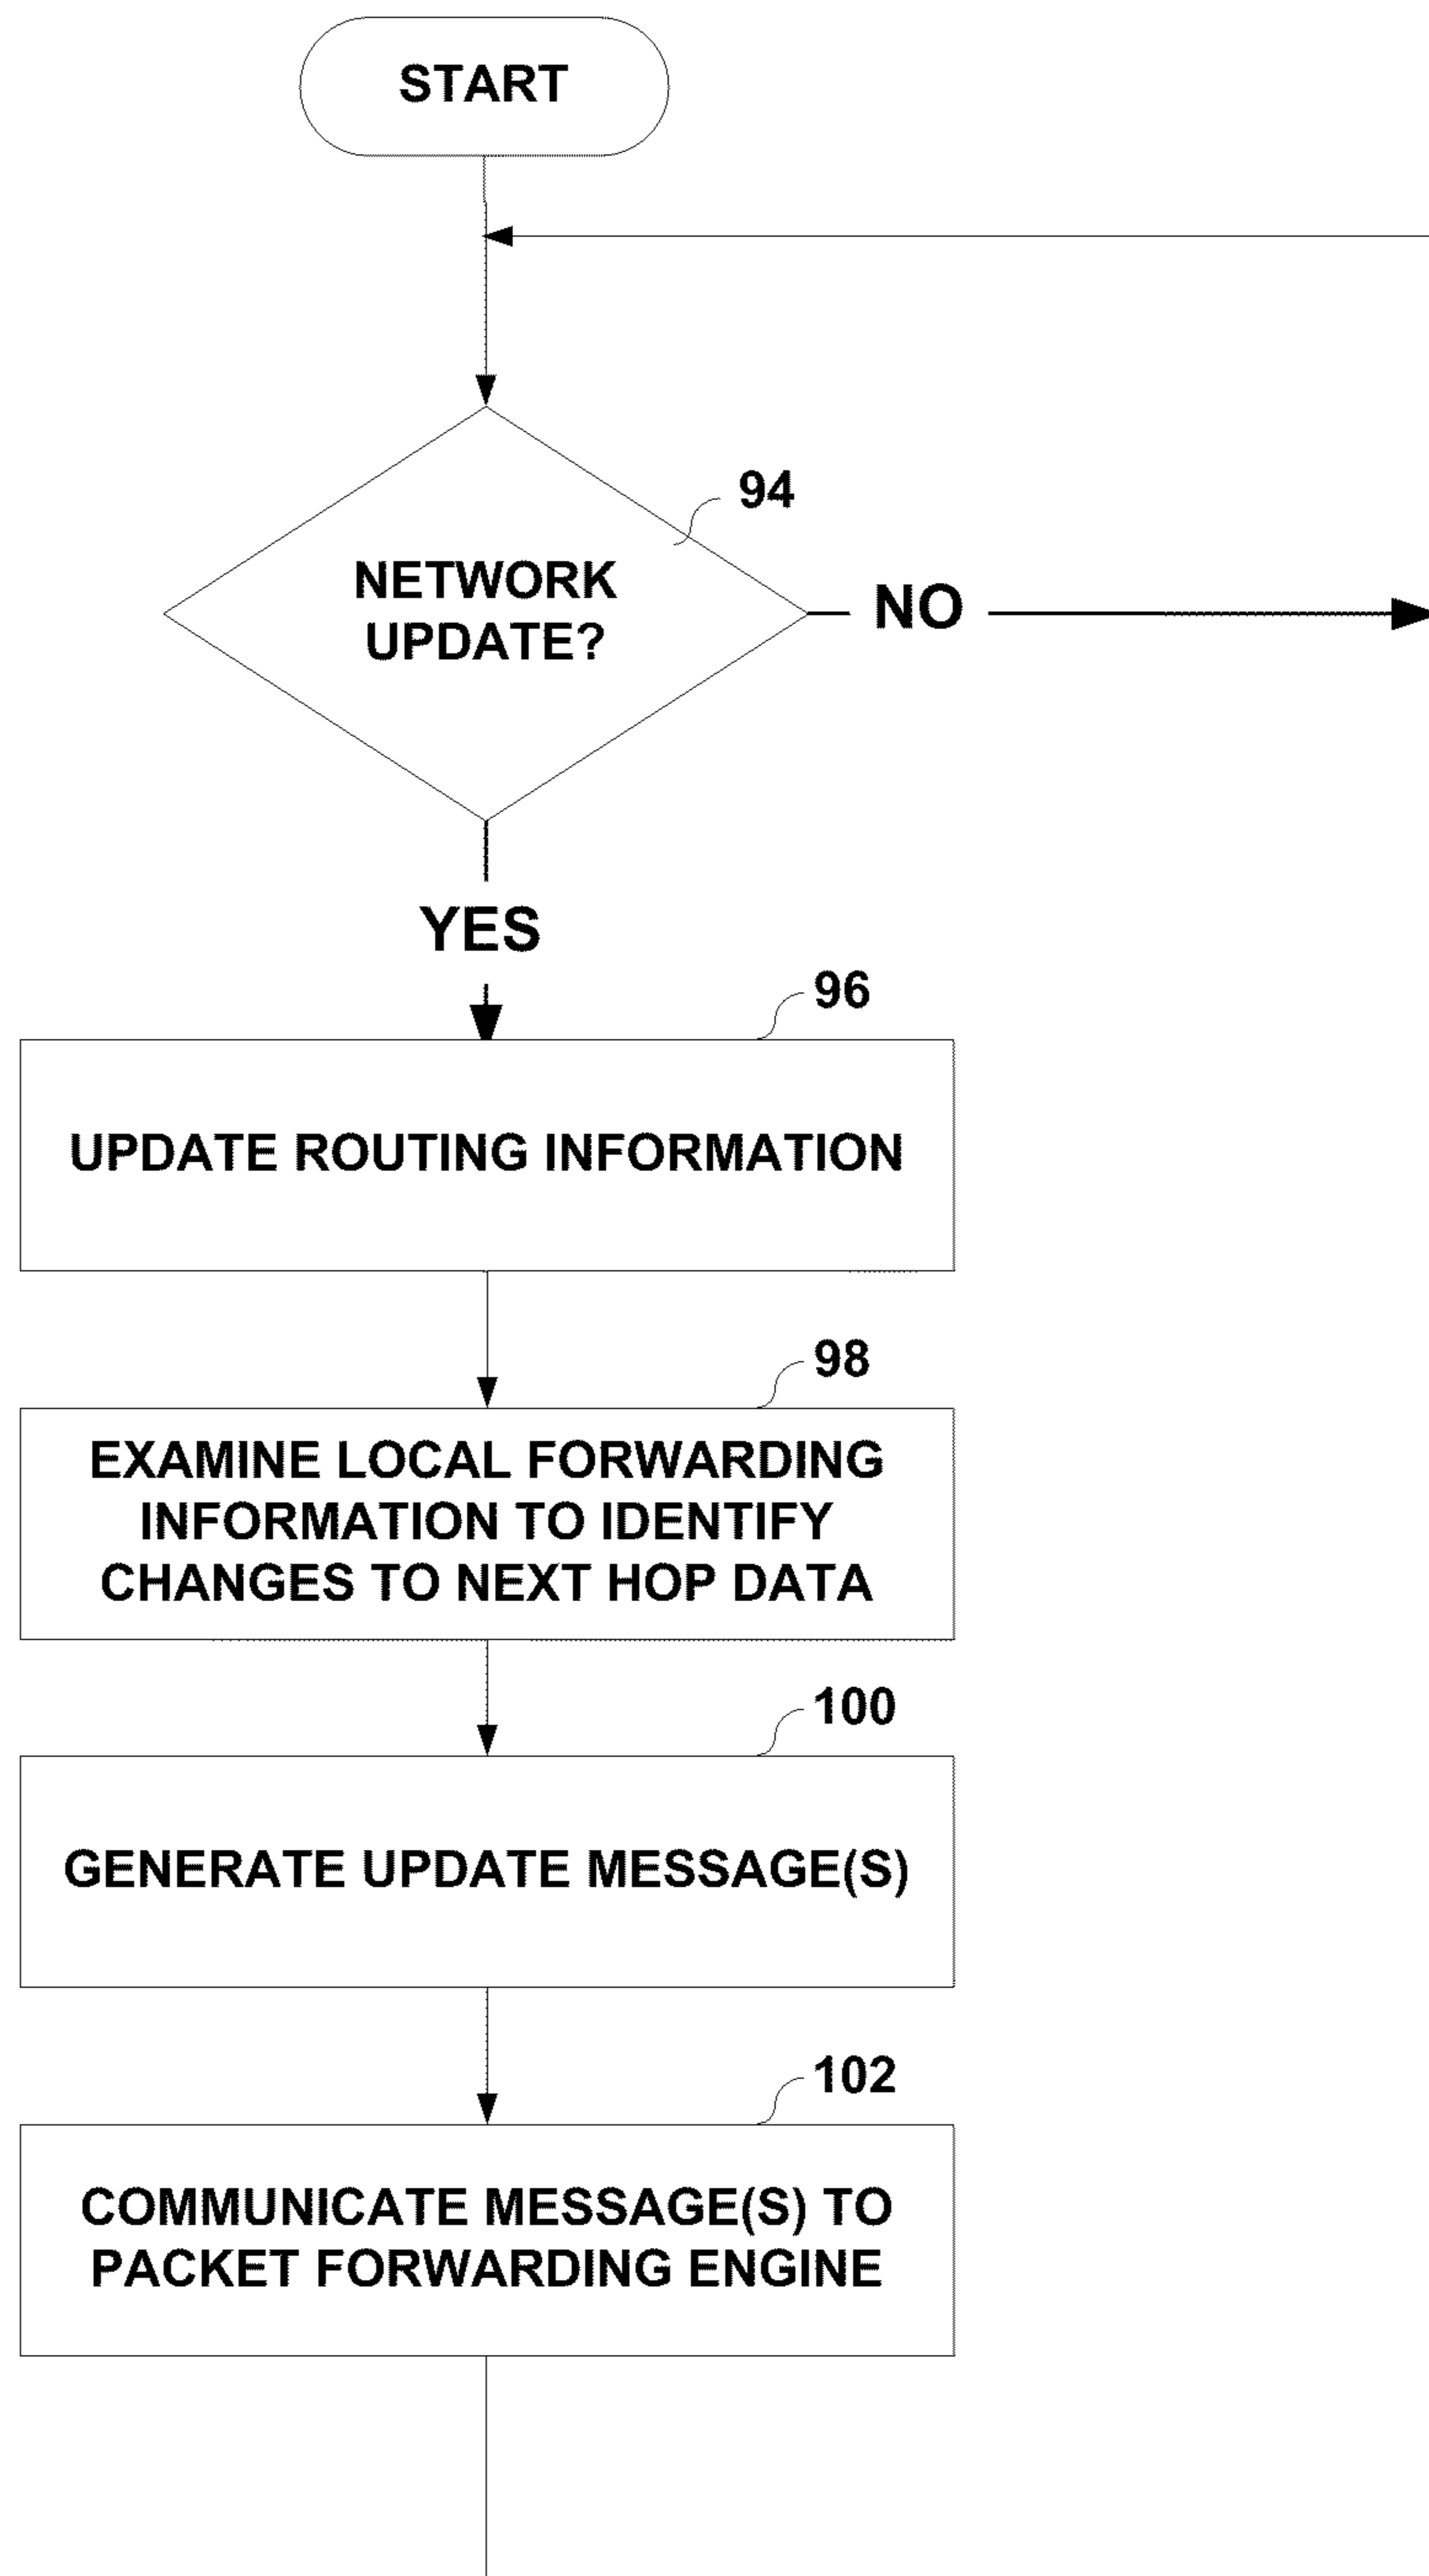 START
94
NETWORK
UPDATE?
NO
YES
96
UPDATE ROUTING INFORMATION
98
EXAMINE LOCAL FORWARDING
INFORMATION TO IDENTIFY
CHANGES TO NEXT HOP DATA
100
GENERATE UPDATE MESSAGE(S)
102
COMMUNICATE MESSAGE(S) TO
PACKET FORWARDING ENGINE